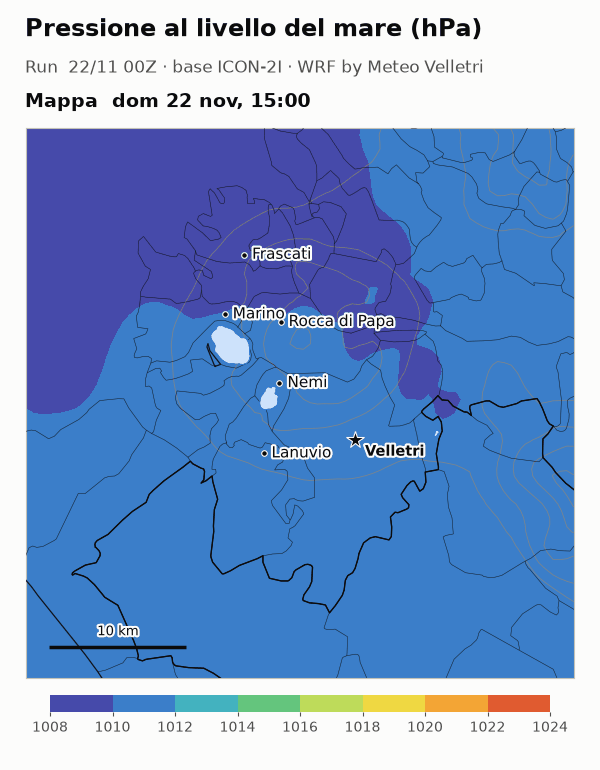 Pressione al livello del mare (hPa)
Run  22/11 00Z · base ICON-2I · WRF by Meteo Velletri
Mappa  dom 22 nov, 15:00
Frascati
Marino
Rocca di Papa
Nemi
Velletri
Lanuvio
10 km
1008 1010 1012 1014 1016 1018 1020 1022 1024